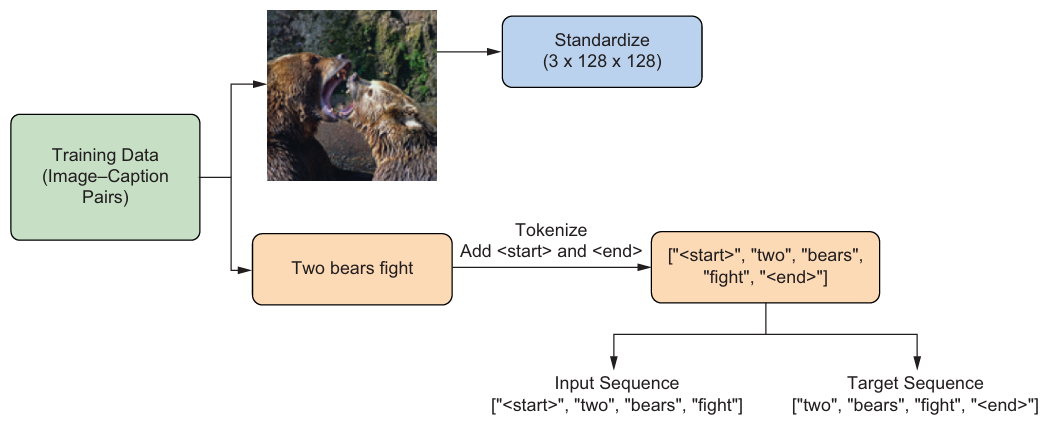 Standardize
(3 x 128 x 128)
Training Data
(Image–Caption
Pairs)
Two bears fight
Tokenize
Add <start> and <end>
["<start>", "two", "bears",
"fight", "<end>"]
Input Sequence
["<start>", "two", "bears", "fight"]
Target Sequence
["two", "bears", "fight", "<end>"]